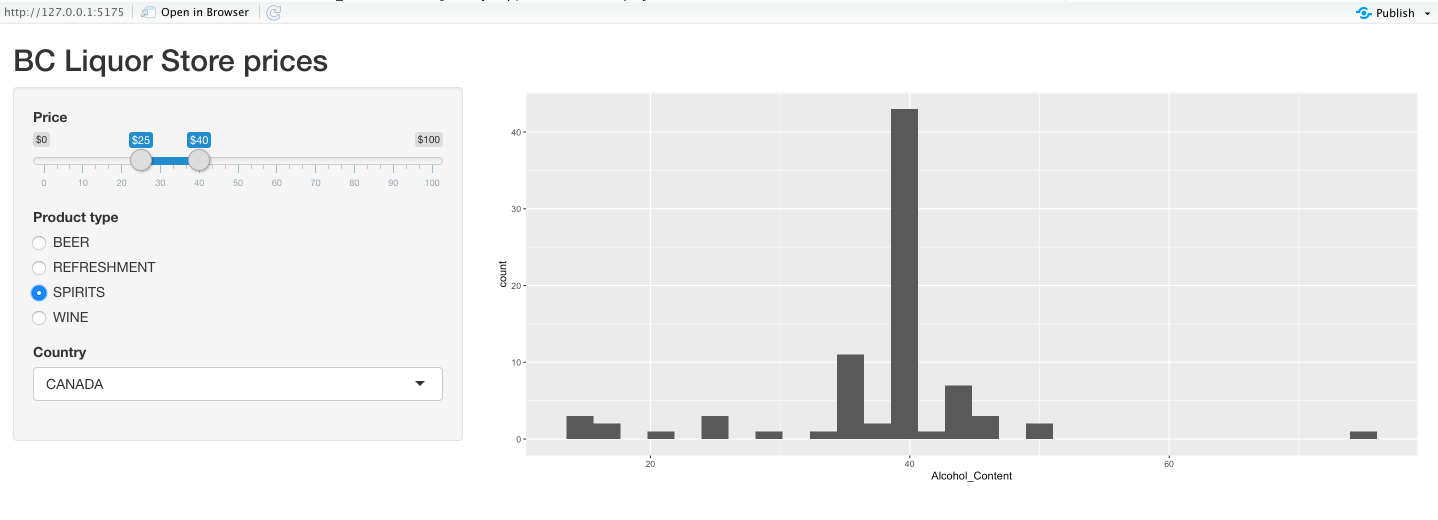 http://127.0.0.1:5175 Open in Browser Publish
BC Liquor Store prices
Price
$0 $25 $40 $100
0 10 20 30 40 50 60 70 80 90 100
Product type
BEER
REFRESHMENT
SPIRITS
WINE
Country
CANADA
count
40
30
20
10
0
20 40 60
Alcohol_Content